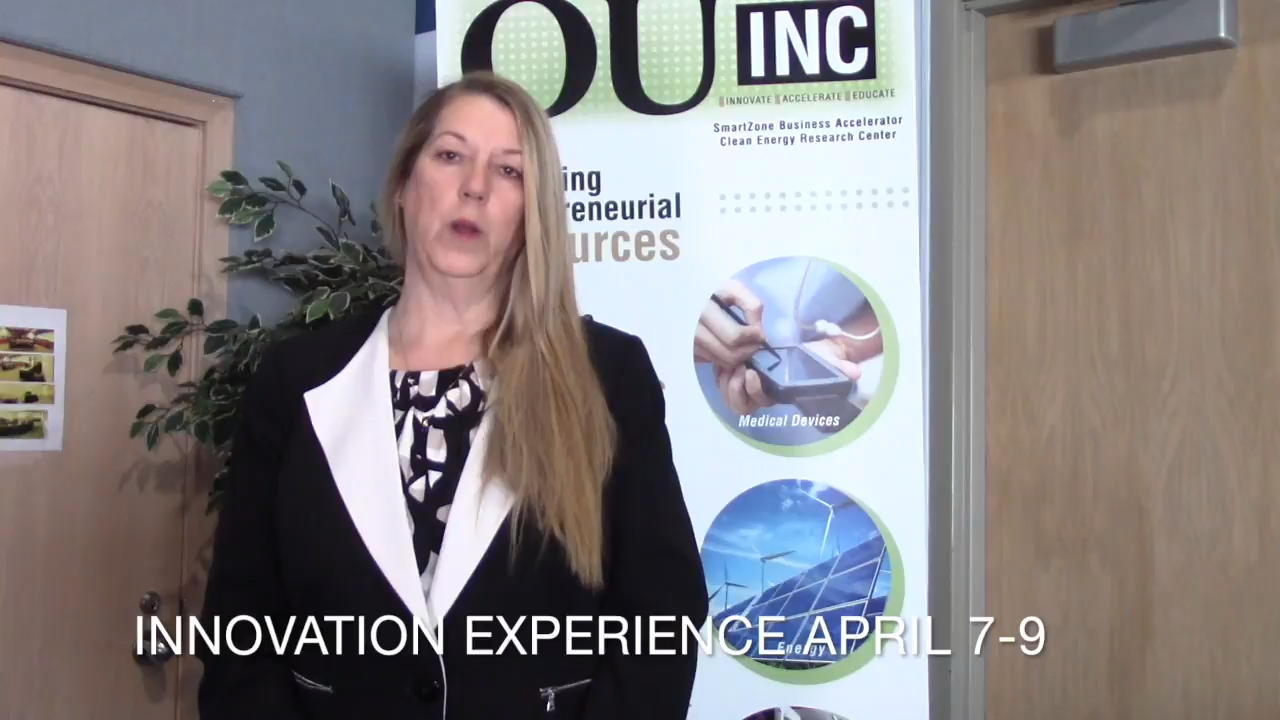 OU INC
INNOVATE ACCELERATE EDUCATE
SmartZone Business Accelerator
Clean Energy Research Center
ing
reneurial
urces
Medical Devices
Energy
INNOVATION EXPERIENCE APRIL 7-9